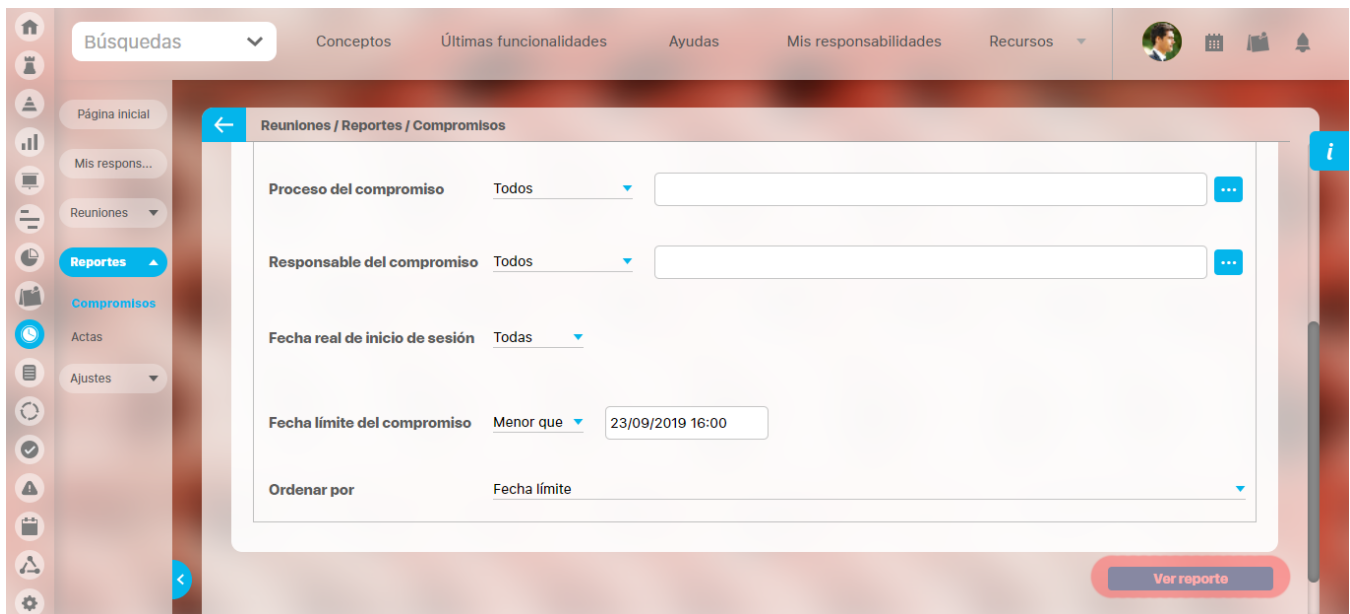 Búsquedas
Conceptos
Últimas funcionalidades
Ayudas
Mis responsabilidades
Recursos
Página inicial
Mis respons...
Reuniones
Reportes
Compromisos
Actas
Ajustes
Reuniones / Reportes / Compromisos
i
Proceso del compromiso Todos
Responsable del compromiso Todos
Fecha real de inicio de sesión Todas
Fecha límite del compromiso Menor que 23/09/2019 16:00
Ordenar por Fecha límite
Ver reporte